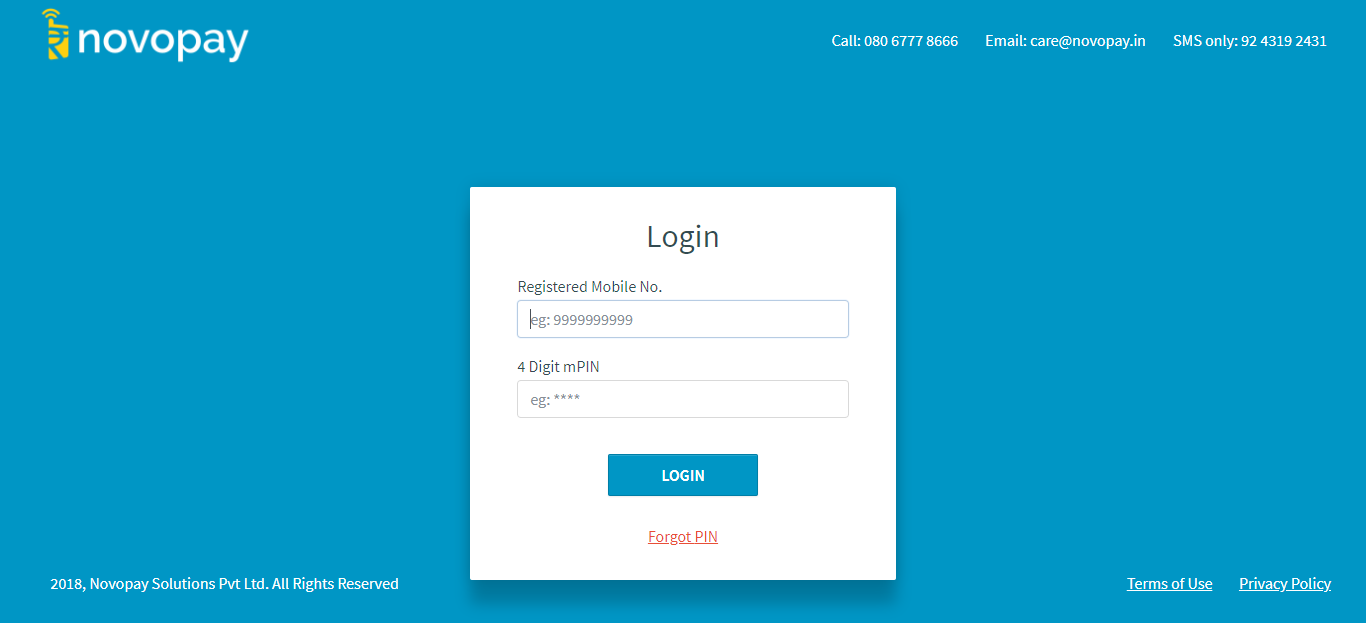 novopay
Call: 080 6777 8666 Email: care@novopay.in SMS only: 92 4319 2431
Login
Registered Mobile No.
eg: 9999999999
4 Digit mPIN
eg: ****
LOGIN
Forgot PIN
2018, Novopay Solutions Pvt Ltd. All Rights Reserved Terms of Use Privacy Policy